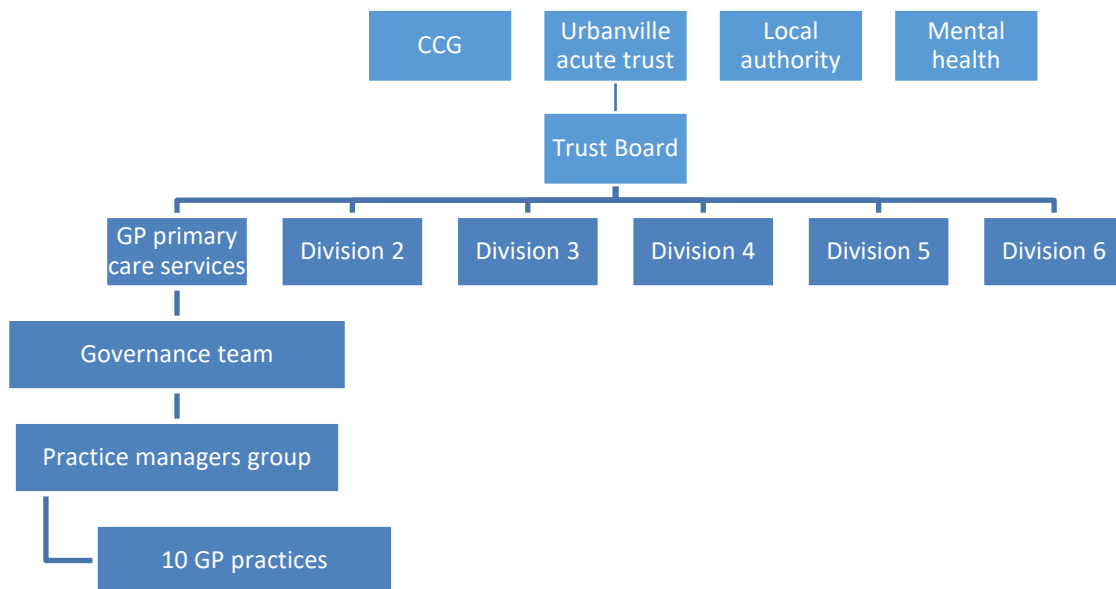 CCG
Urbanville
acute trust
Local
authority
Mental
health
Trust Board
GP primary
care services
Division 2
Division 3
Division 4
Division 5
Division 6
Governance team
Practice managers group
10 GP practices